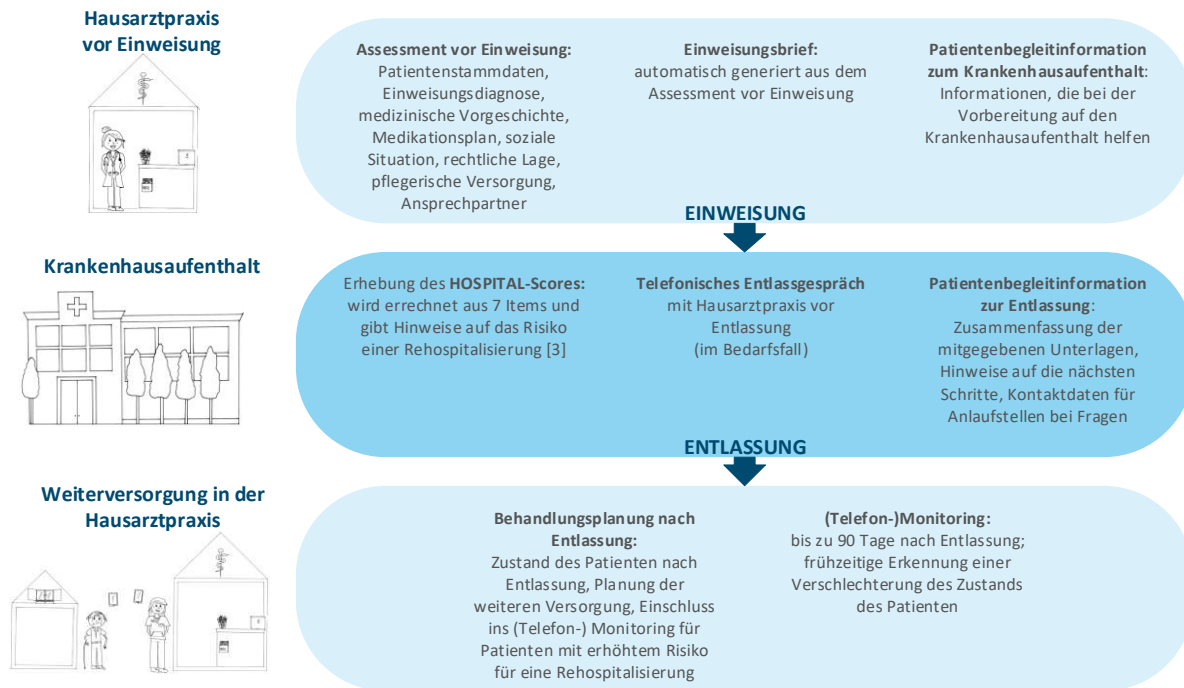 Hausarztpraxis
vor Einweisung
Assessment vor Einweisung:
Patientenstammdaten,
Einweisungsdiagnose,
medizinische Vorgeschichte,
Medikationsplan, soziale
Situation, rechtliche Lage,
pflegerische Versorgung,
Ansprechpartner
Einweisungsbrief:
automatisch generiert aus dem
Assessment vor Einweisung
Patientenbegleitinformation
zum Krankenhausaufenthalt:
Informationen, die bei der
Vorbereitung auf den
Krankenhausaufenthalt helfen
EINWEISUNG
Krankenhausaufenthalt
Erhebung des HOSPITAL-Scores:
wird errechnet aus 7 Items und
gibt Hinweise auf das Risiko
einer Rehospitalisierung [3]
Telefonisches Entlassgespräch
mit Hausarztpraxis vor
Entlassung
(im Bedarfsfall)
Patientenbegleitinformation
zur Entlassung:
Zusammenfassung der
mitgegebenen Unterlagen,
Hinweise auf die nächsten
Schritte, Kontaktdaten für
Anlaufstellen bei Fragen
ENTLASSUNG
Weiterversorgung in der
Hausarztpraxis
Behandlungsplanung nach
Entlassung:
Zustand des Patienten nach
Entlassung, Planung der
weiteren Versorgung, Einschluss
ins (Telefon-) Monitoring für
Patienten mit erhöhtem Risiko
für eine Rehospitalisierung
(Telefon-)Monitoring:
bis zu 90 Tage nach Entlassung;
frühzeitige Erkennung einer
Verschlechterung des Zustands
des Patienten